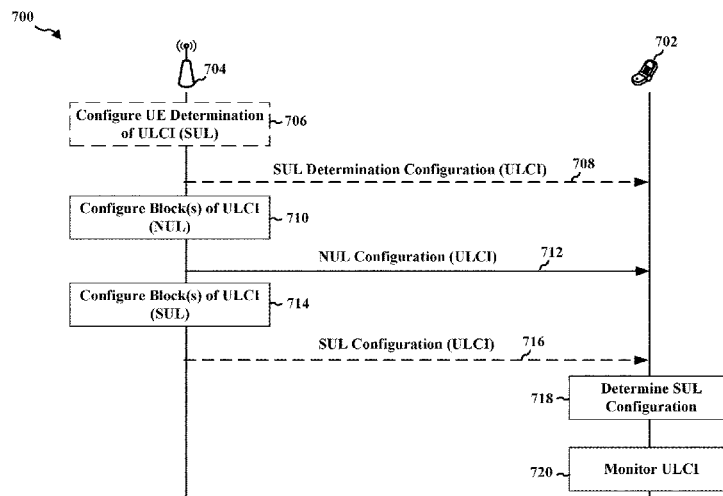 700
704
702
Configure UE Determination
of ULCI (SUL)
706
SUL Determination Configuration (ULCI)
708
Configure Block(s) of ULCI
(NUL)
710
NUL Configuration (ULCI)
712
Configure Block(s) of ULCI
(SUL)
714
SUL Configuration (ULCI)
716
718
Determine SUL
Configuration
720
Monitor ULCI